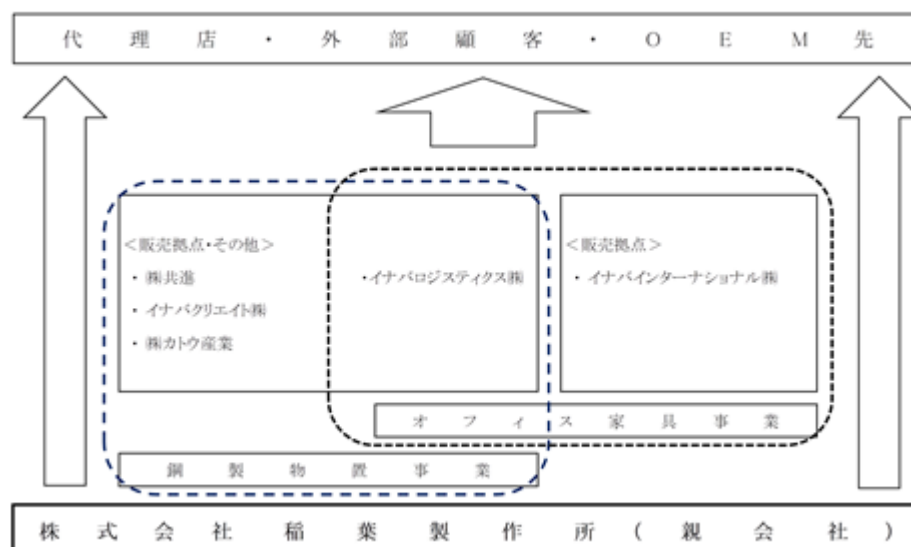 代理店・外部顧客・OEM先
＜販売拠点・その他＞
・㈱共進
・イナバクリエイト㈱
・㈱カトウ産業
・イナバロジスティクス㈱
＜販売拠点＞
・イナバインターナショナル㈱
オフィス家具事業
鋼製物置事業
株式会社稲葉製作所(親会社)